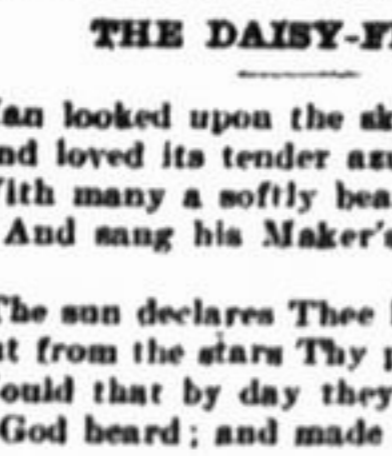 THE DAISY-F
an looked upon the sk
nd loved its tender
ith many a softly bea
And sang his Maker's
The sun declares Thee
t from the stars Thy
ould that by day they
God heard; and made